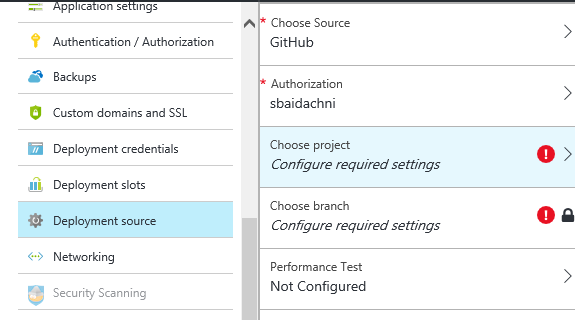 Application settings
Authentication / Authorization
Backups
Custom domains and SSL
Deployment credentials
Deployment slots
Deployment source
Networking
Security Scanning
* Choose Source
GitHub
* Authorization
sbaidachni
Choose project
Configure required settings
Choose branch
Configure required settings
Performance Test
Not Configured